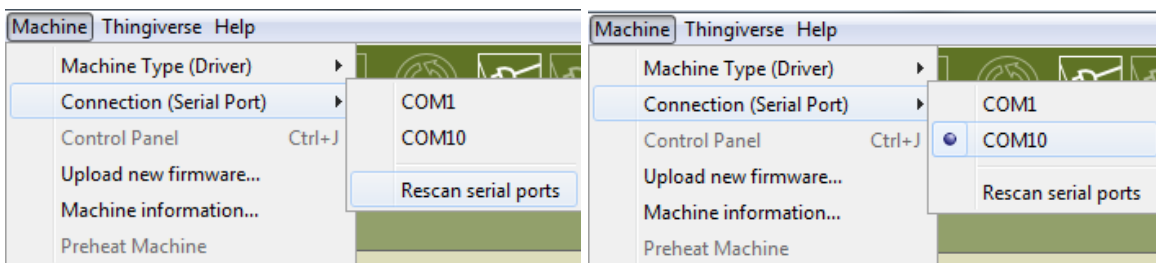 Machine Thingiverse Help
Machine Type (Driver)
Connection (Serial Port)
Control Panel Ctrl+J
Upload new firmware...
Machine information...
Preheat Machine
COM1
COM10
Rescan serial ports
Machine Thingiverse Help
Machine Type (Driver)
Connection (Serial Port)
Control Panel Ctrl+J
Upload new firmware...
Machine information...
Preheat Machine
COM1
COM10
Rescan serial ports